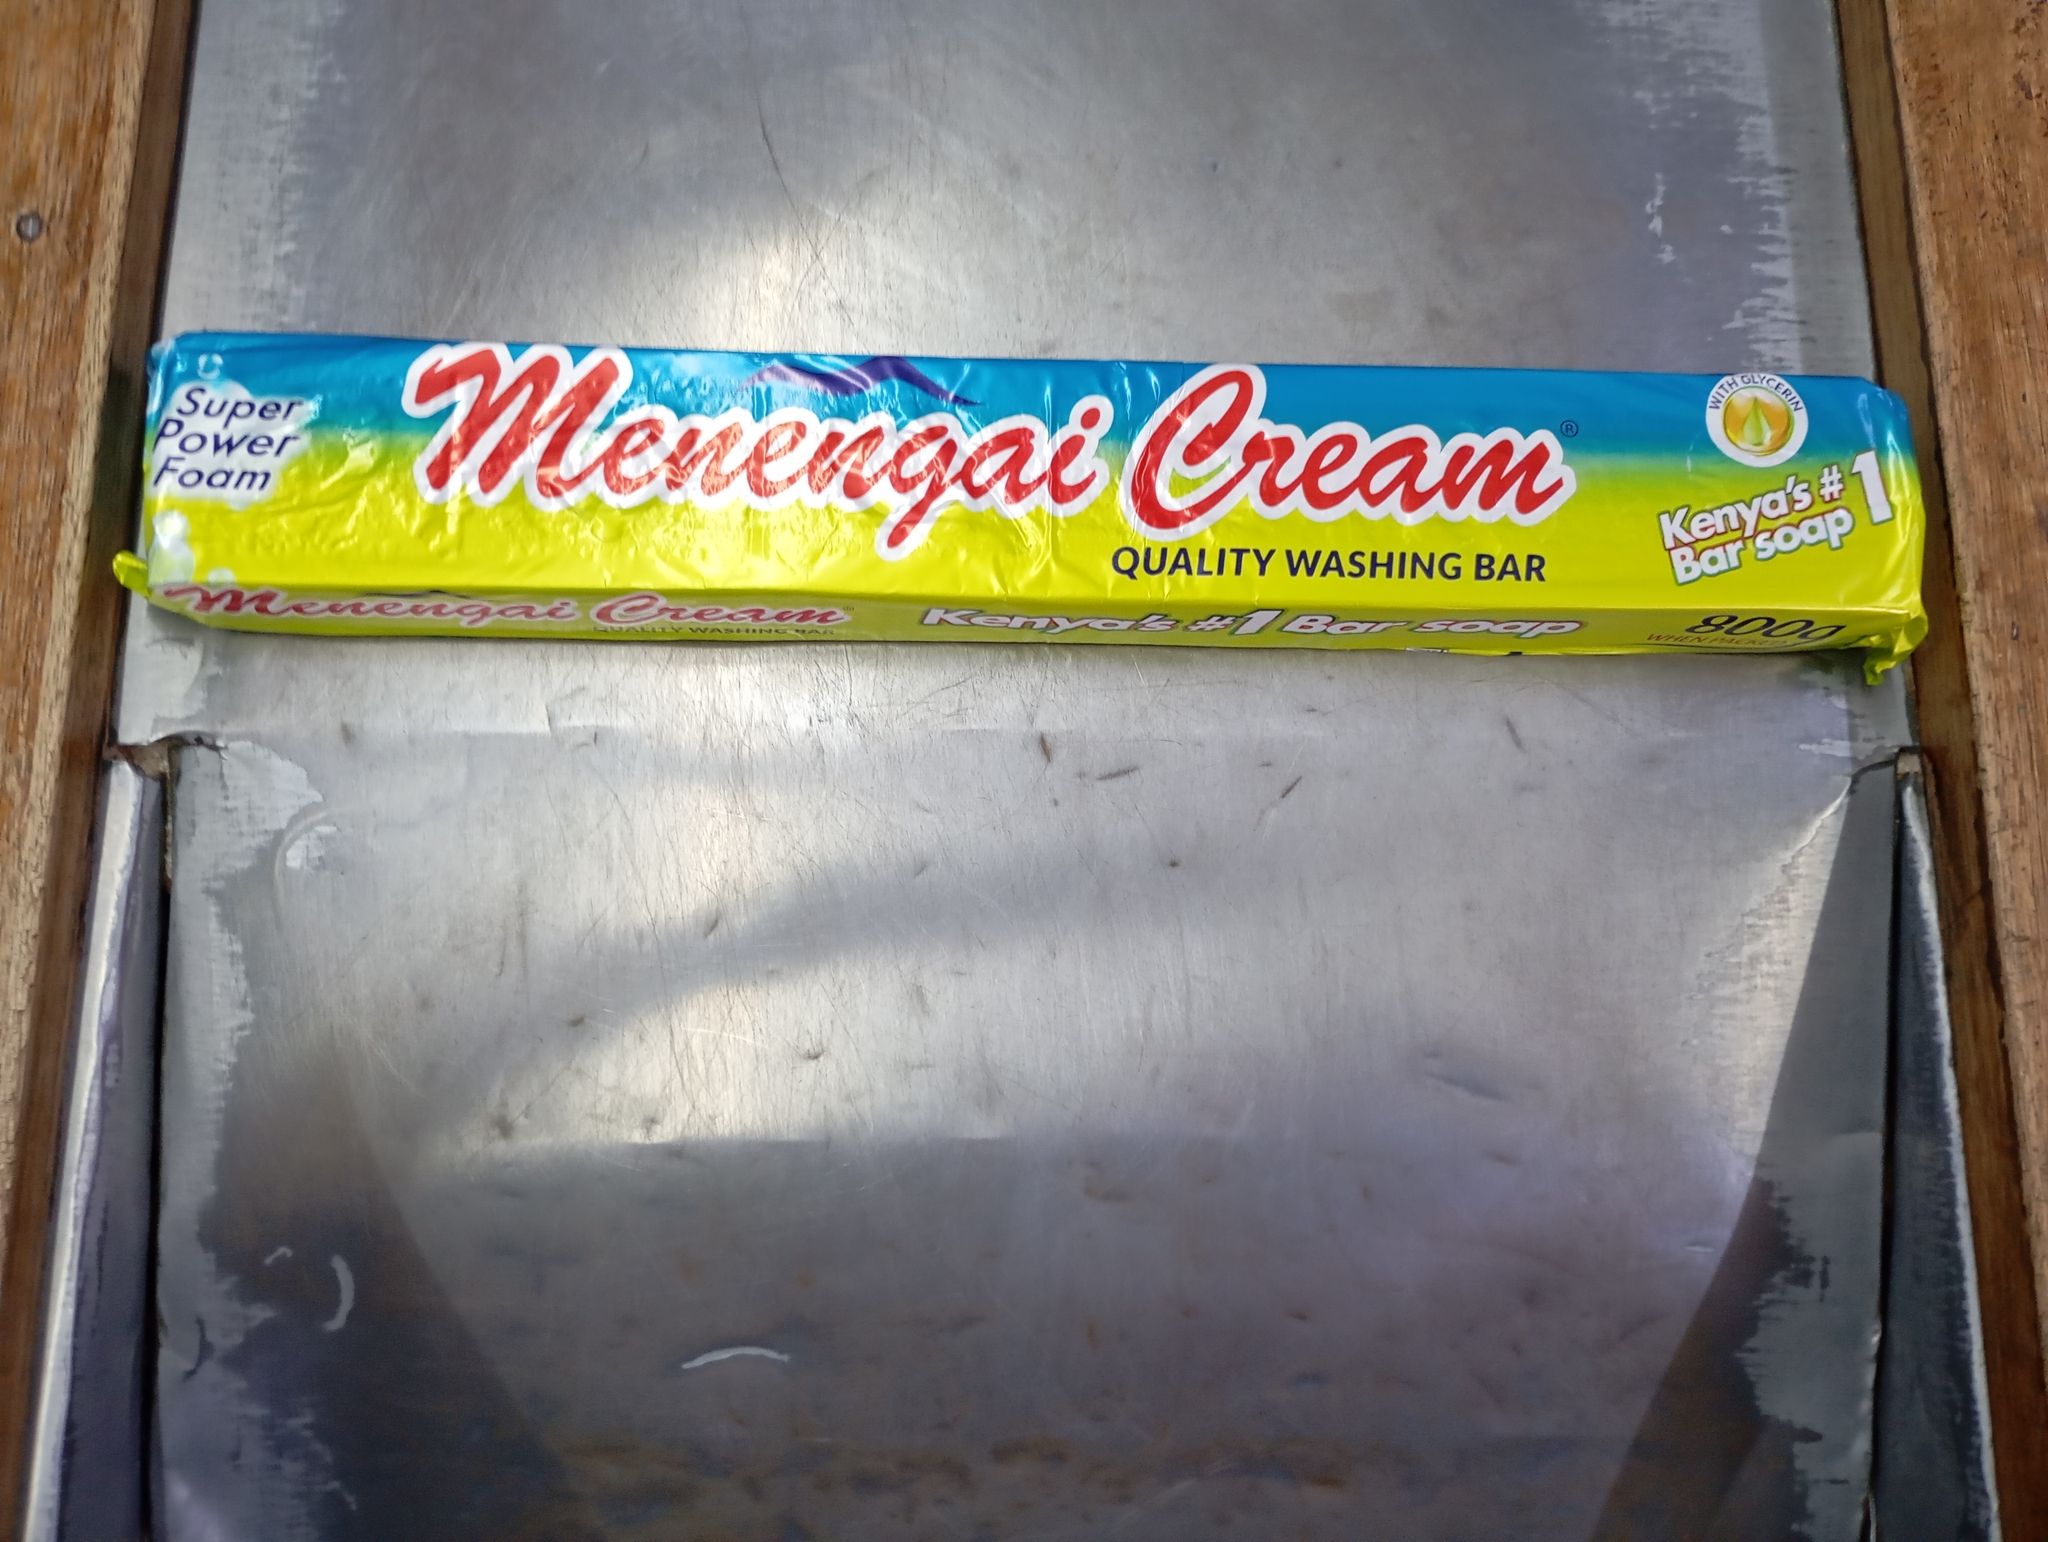 Super
Power
Foam
Menengai Cream®
QUALITY WASHING BAR
WITH GLYCERIN
Kenya's #1
Bar soap
Menengai Cream®
QUALITY WASHING BAR
Kenya's #1 Bar soap
800g
WHEN PACKED